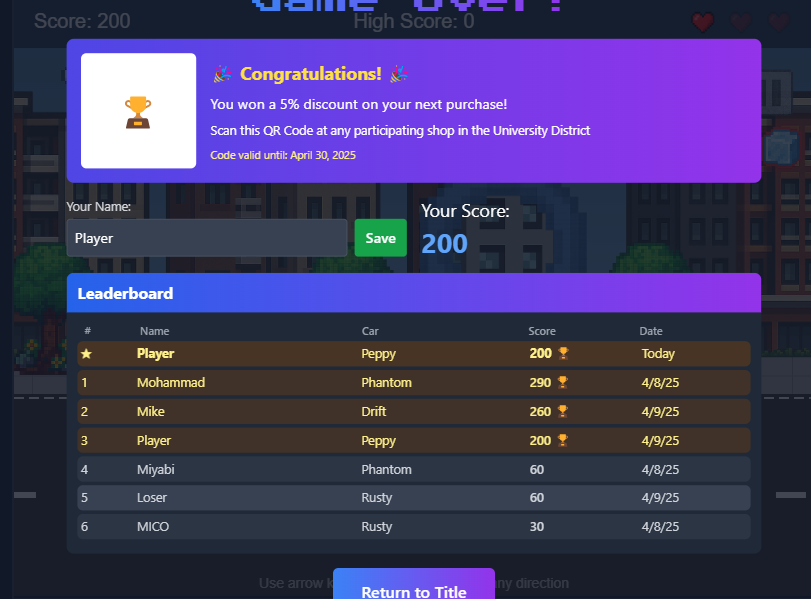 Game Over!
Score: 200
High Score: 0
Congratulations!
You won a 5% discount on your next purchase!
Scan this QR Code at any participating shop in the University District
Code valid until: April 30, 2025
Your Name:
Player
Save
Your Score:
200
Leaderboard
# Name Car Score Date
★ Player Peppy 200 Today
1 Mohammad Phantom 290 4/8/25
2 Mike Drift 260 4/9/25
3 Player Peppy 200 4/9/25
4 Miyabi Phantom 60 4/8/25
5 Loser Rusty 60 4/9/25
6 MICO Rusty 30 4/8/25
Use arrow direction
Return to Title